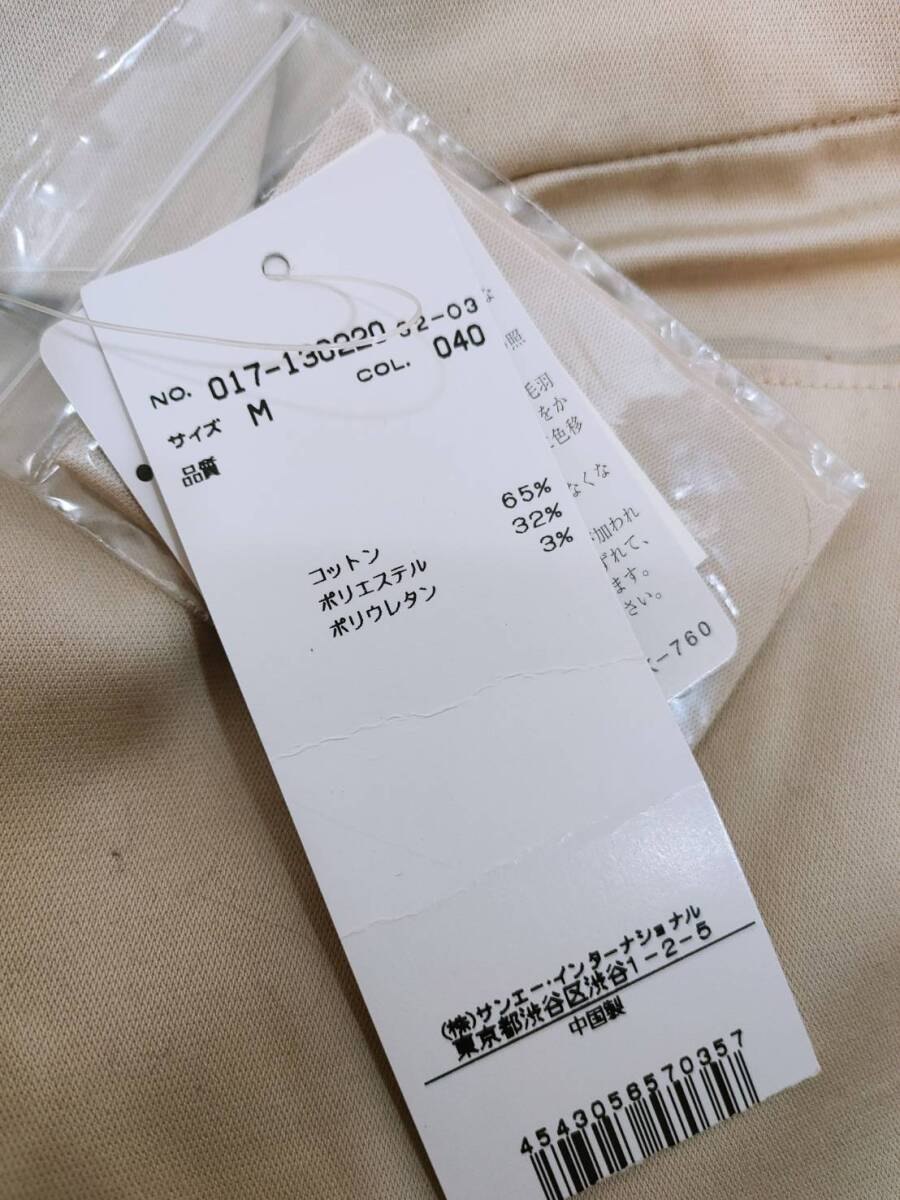 NO. 017-130220 32-03
サイズ M COL. 040
品質
コットン 65%
ポリエステル 32%
ポリウレタン 3%
(株)サンエー・インターナショナル
東京都渋谷区渋谷1-2-5
中国製
4543056570357
な
照
毛羽
をか
色移
なくな
加われ
ずれて、
ます。
さい。
-760